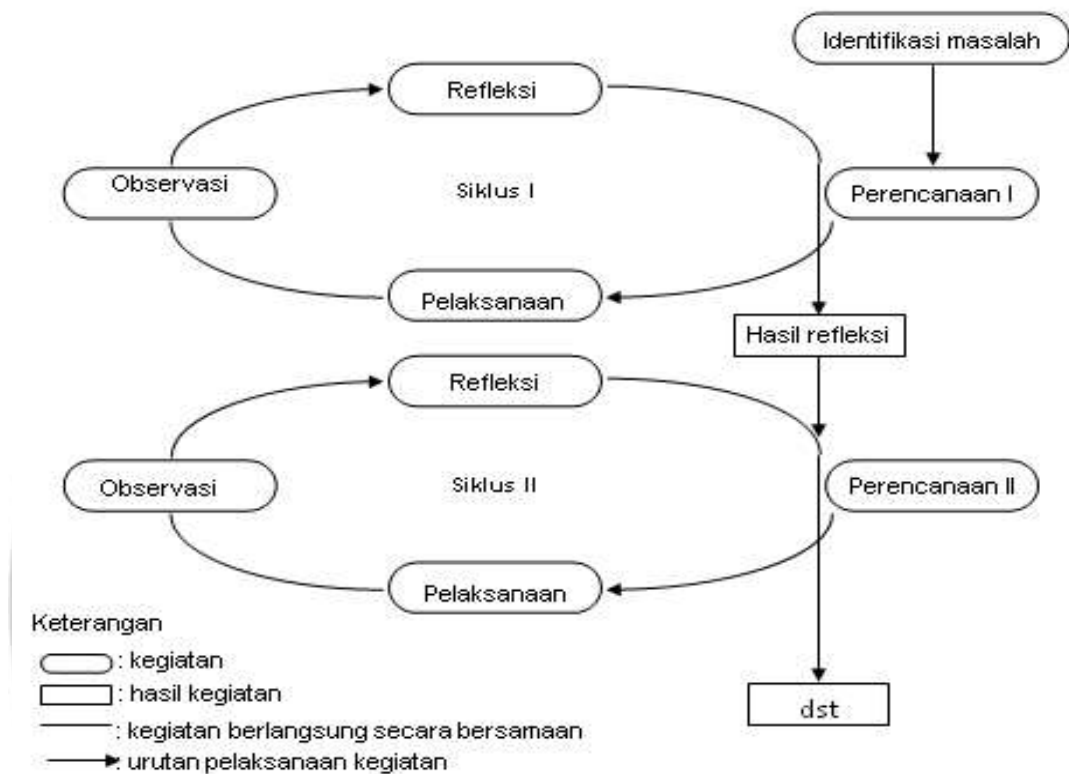 Identifikasi masalah
Refleksi
Observasi
Siklus I
Perencanaan I
Pelaksanaan
Hasil refleksi
Refleksi
Observasi
Siklus II
Perencanaan II
Pelaksanaan
Keterangan
: kegiatan
: hasil kegiatan
: kegiatan berlangsung secara bersamaan
: urutan pelaksanaan kegiatan
dst